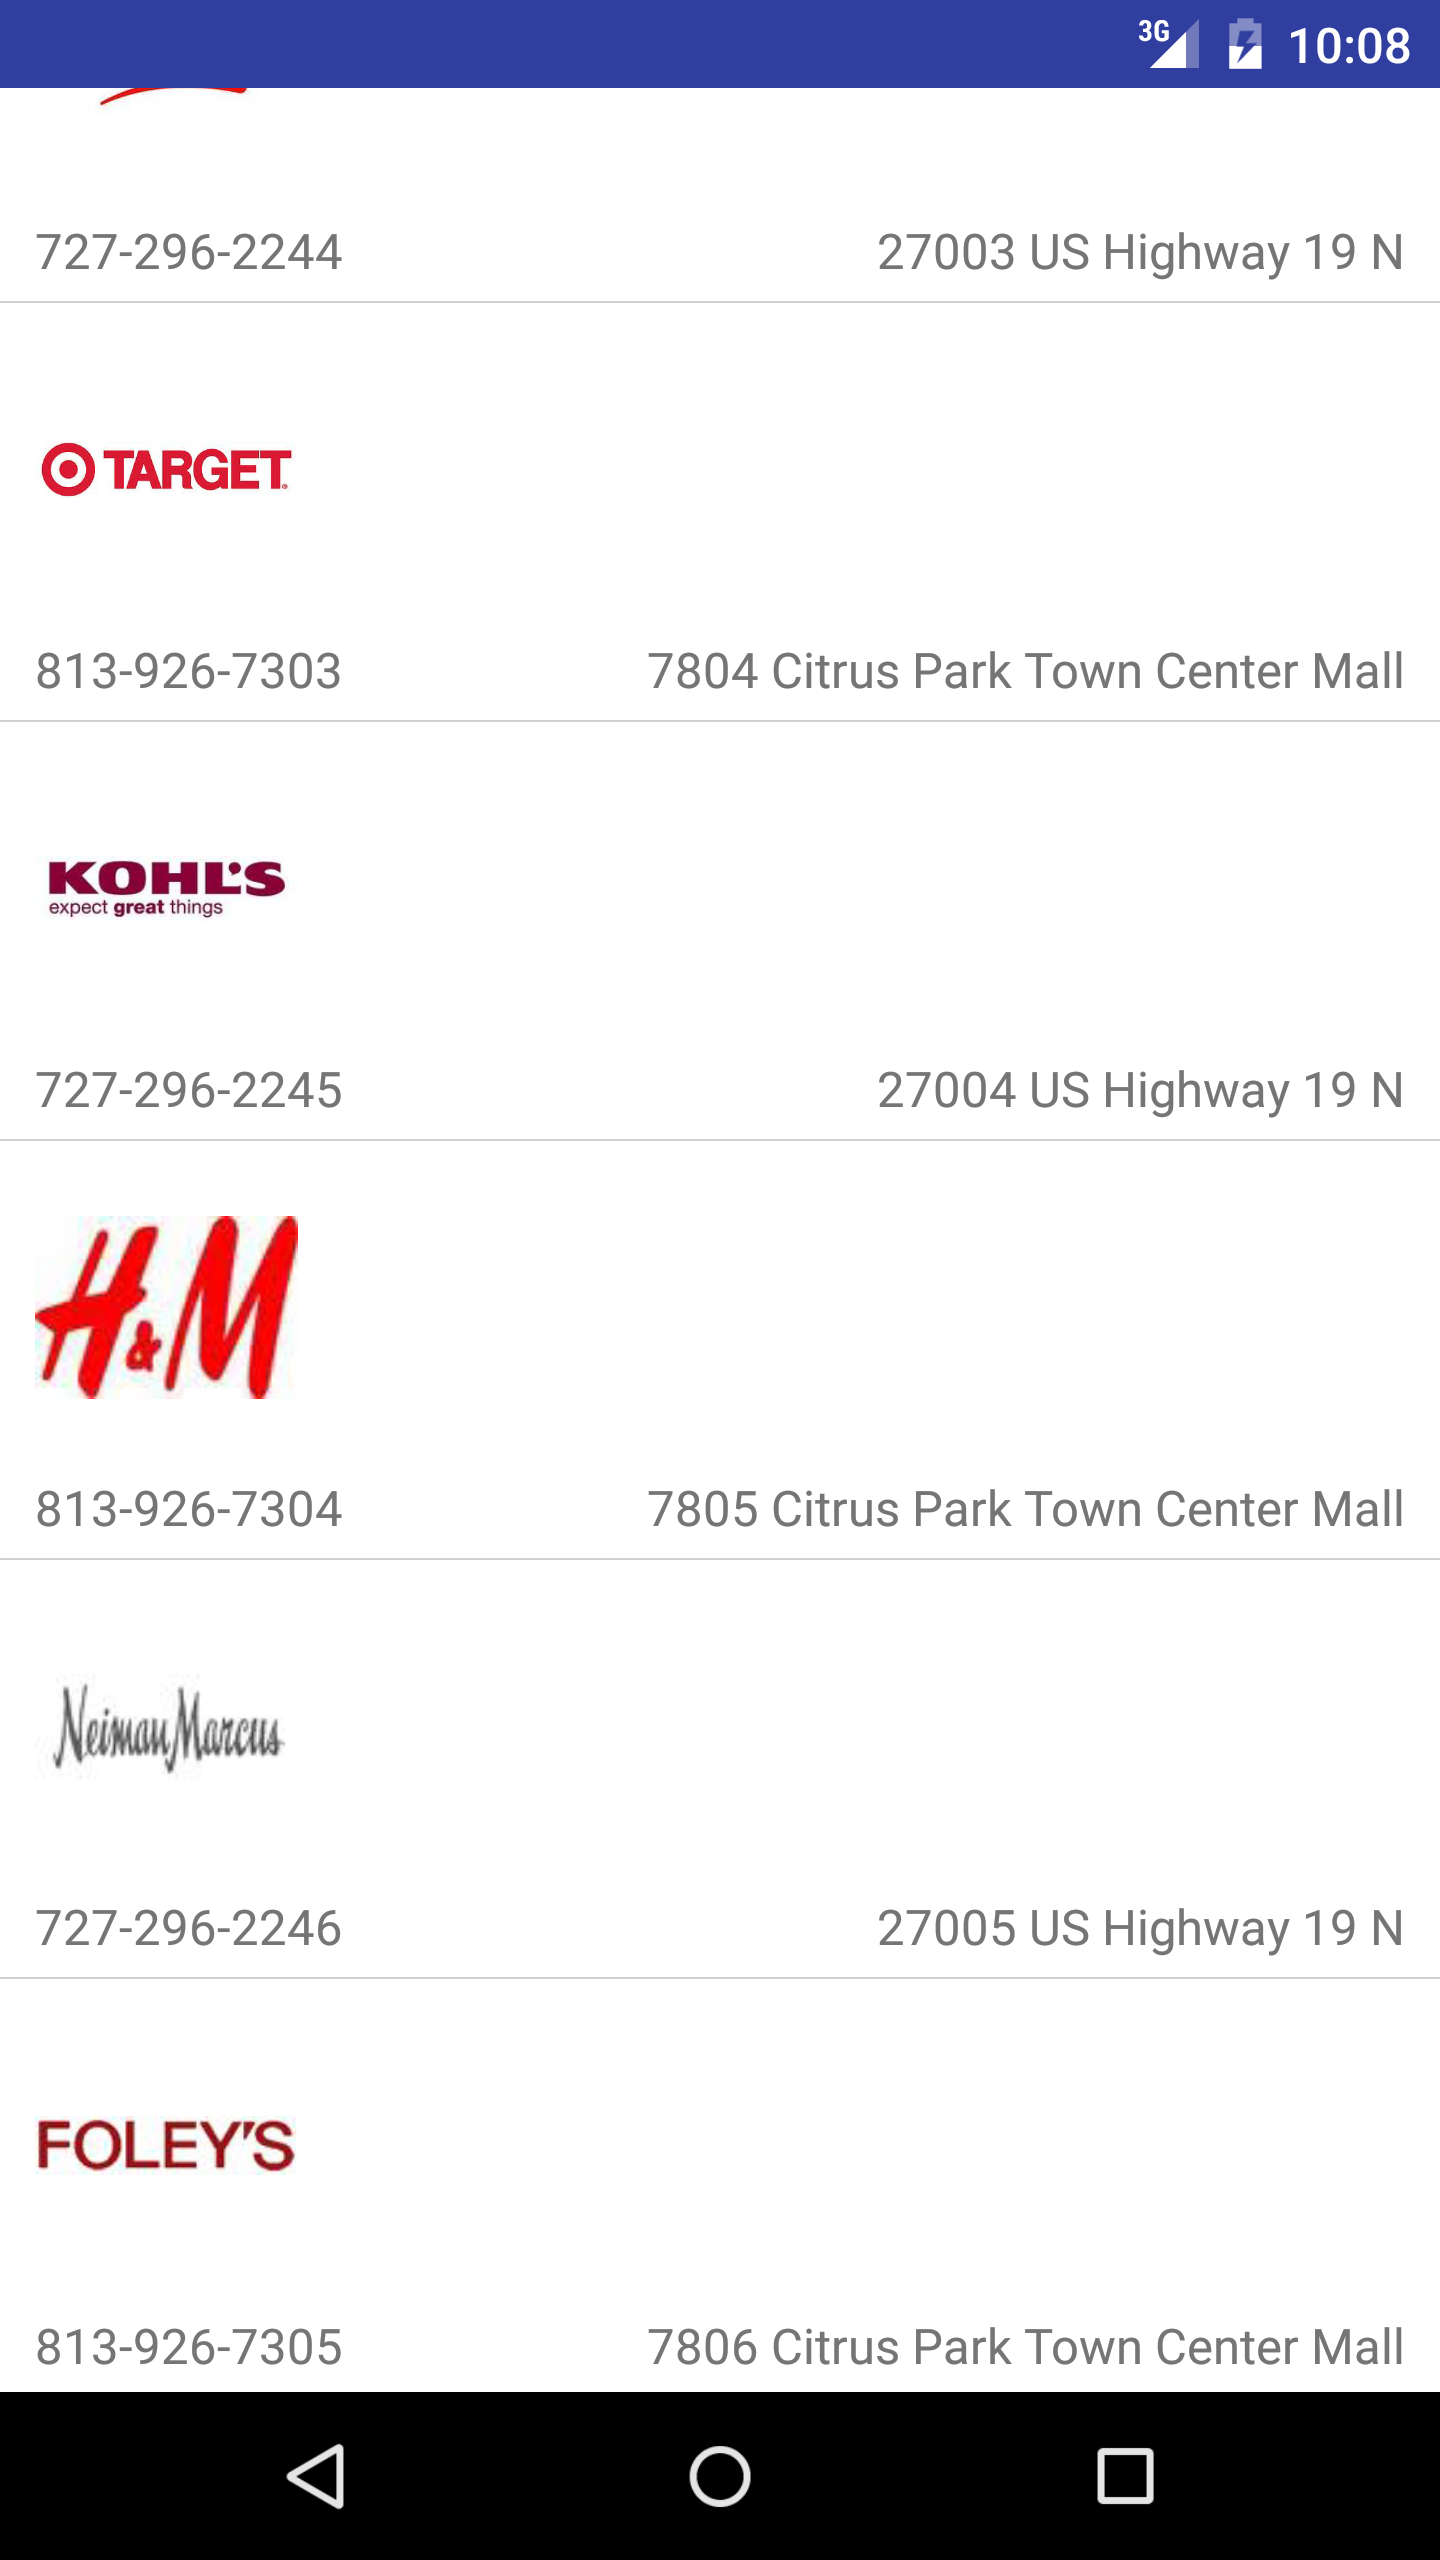 3G 10:08
727-296-2244 27003 US Highway 19 N
TARGET
813-926-7303 7804 Citrus Park Town Center Mall
KOHL'S
expect great things
727-296-2245 27004 US Highway 19 N
H&M
813-926-7304 7805 Citrus Park Town Center Mall
Neiman Marcus
727-296-2246 27005 US Highway 19 N
FOLEY'S
813-926-7305 7806 Citrus Park Town Center Mall